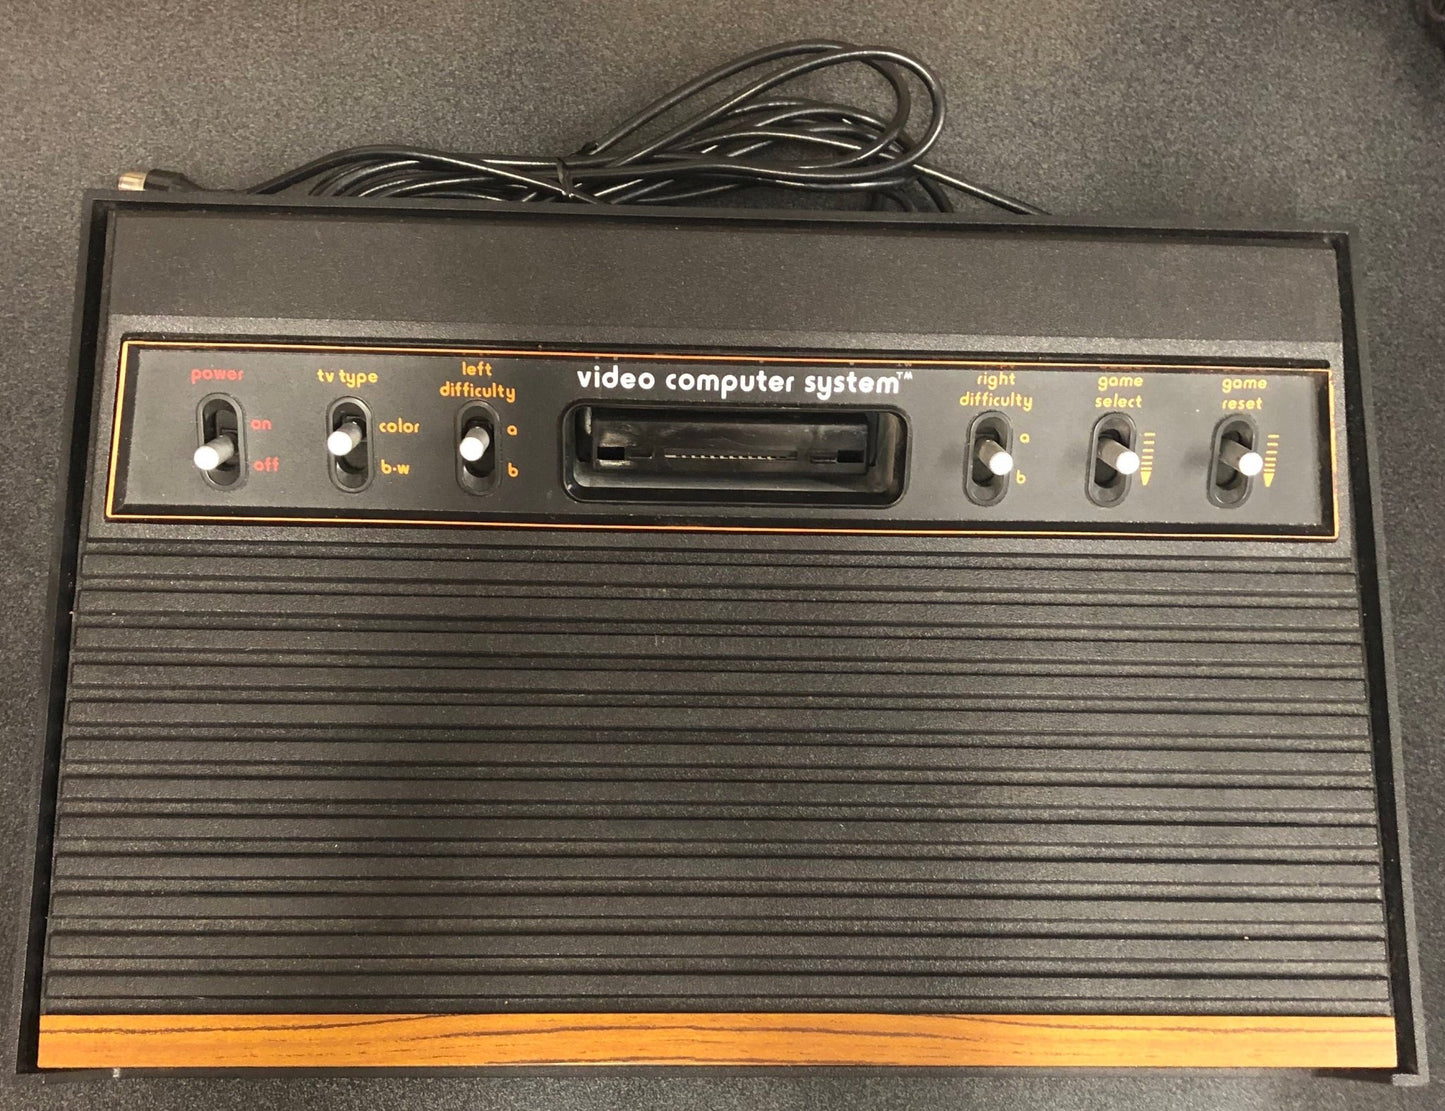 power
on
off
tv type
color
b·w
left
difficulty
a
b
video computer system™
right
difficulty
a
b
game
select
game
reset